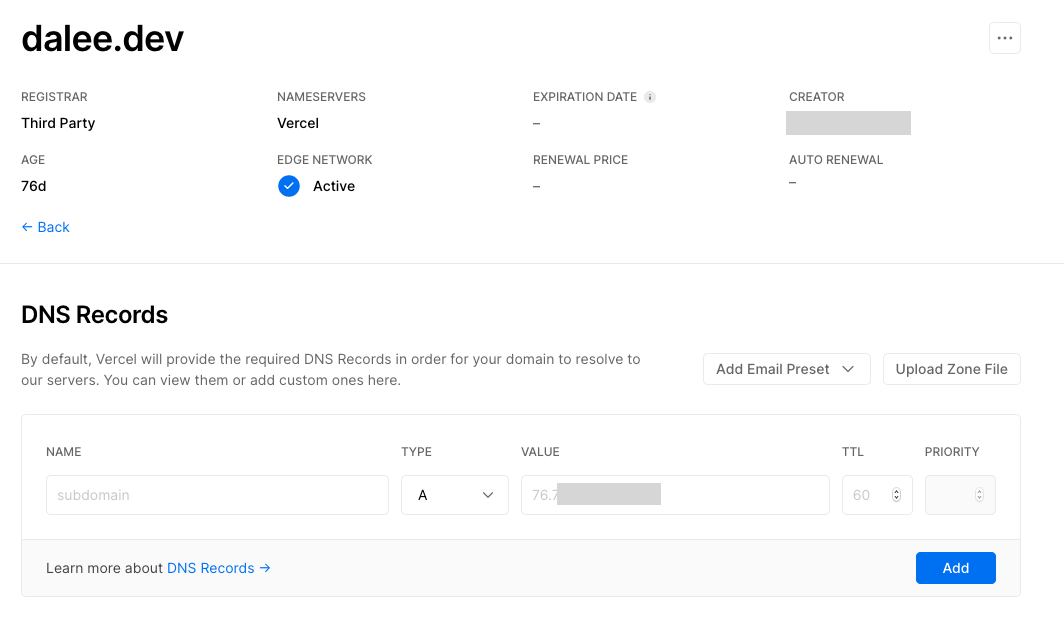 dalee.dev
REGISTRAR NAMESERVERS EXPIRATION DATE CREATOR
Third Party Vercel –
AGE EDGE NETWORK RENEWAL PRICE AUTO RENEWAL
76d Active – –
← Back
DNS Records
By default, Vercel will provide the required DNS Records in order for your domain to resolve to
our servers. You can view them or add custom ones here.
Add Email Preset Upload Zone File
NAME TYPE VALUE TTL PRIORITY
subdomain A 76.7 60
Learn more about DNS Records → Add